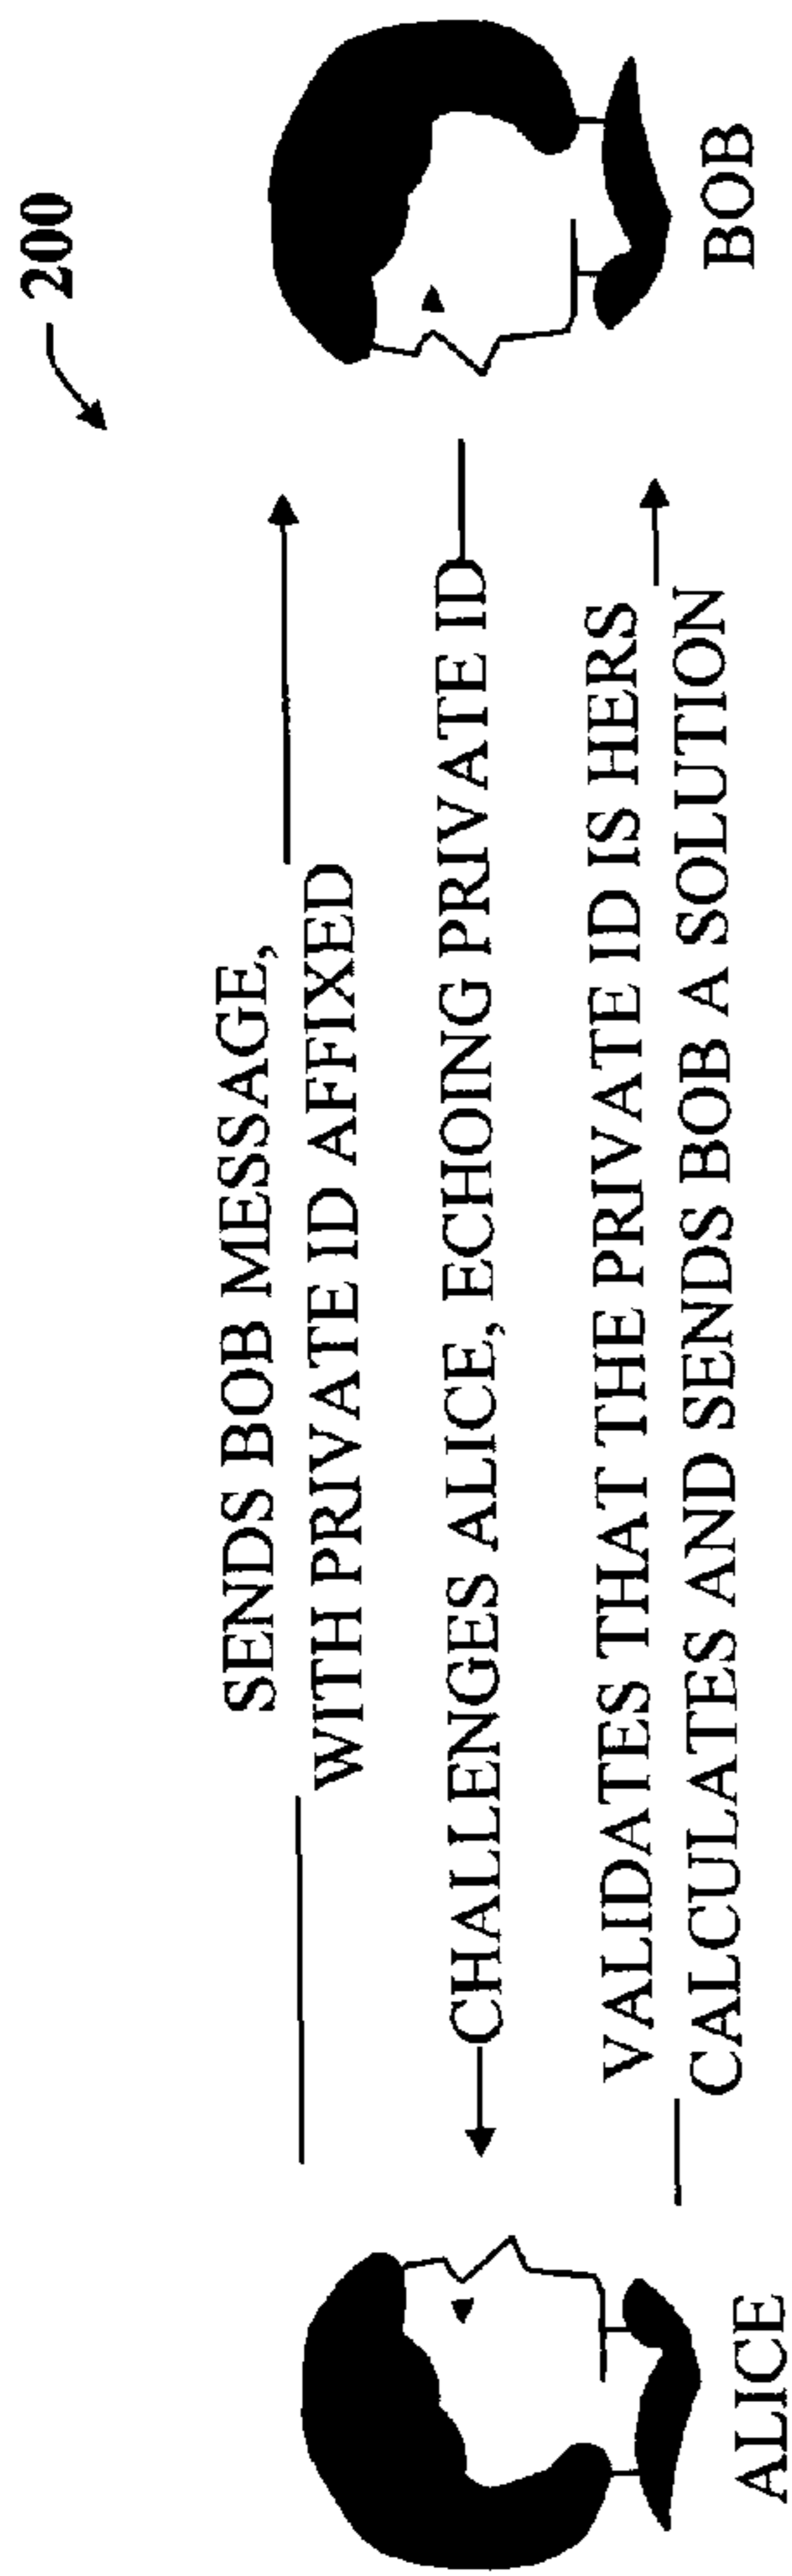 200
SENDS BOB MESSAGE,
WITH PRIVATE ID AFFIXED
CHALLENGES ALICE, ECHOING PRIVATE ID
VALIDATES THAT THE PRIVATE ID IS HERS
CALCULATES AND SENDS BOB A SOLUTION
ALICE
BOB